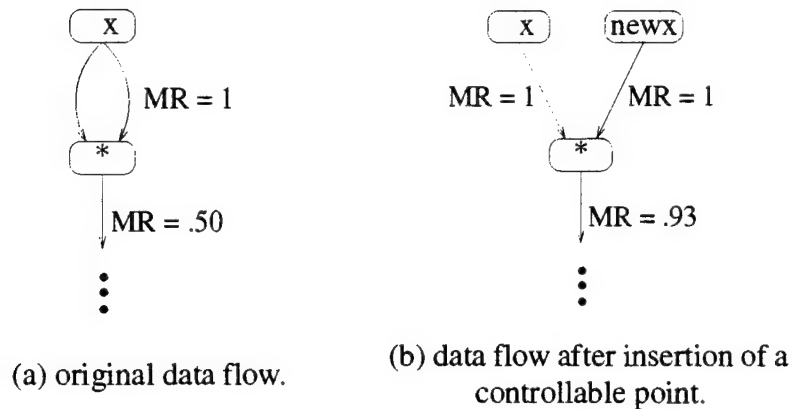 x
MR = 1
*
MR = .50
(a) original data flow.
x
newx
MR = 1
MR = 1
*
MR = .93
(b) data flow after insertion of a
controllable point.